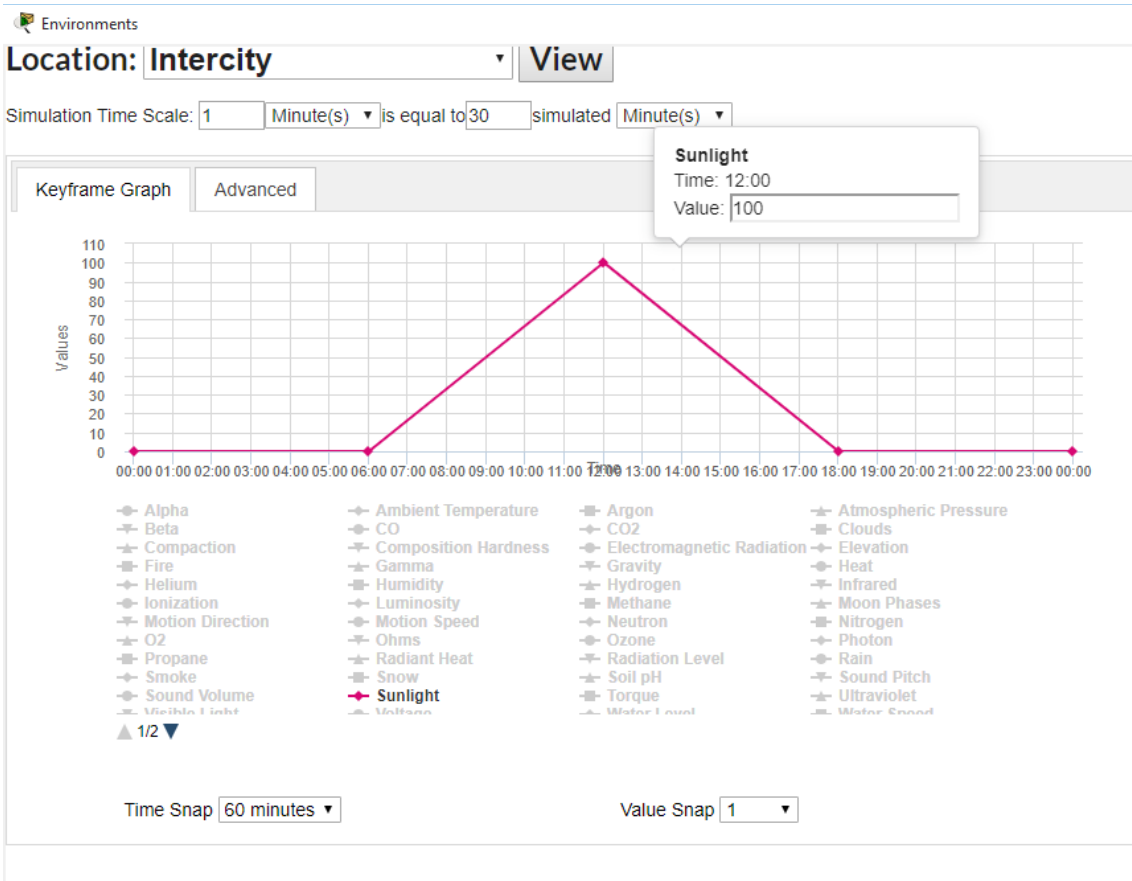 Environments
Location: Intercity View
Simulation Time Scale: 1 Minute(s) is equal to 30 simulated Minute(s)
Sunlight
Time: 12:00
Value: 100
Keyframe Graph Advanced
110
100
90
80
70
60
50
40
30
20
10
0
Values
00:00 01:00 02:00 03:00 04:00 05:00 06:00 07:00 08:00 09:00 10:00 11:00 12:00 13:00 14:00 15:00 16:00 17:00 18:00 19:00 20:00 21:00 22:00 23:00 00:00
Time
Alpha Ambient Temperature Argon Atmospheric Pressure
Beta CO CO2 Clouds
Compaction Composition Hardness Electromagnetic Radiation Elevation
Fire Gamma Gravity Heat
Helium Humidity Hydrogen Infrared
Ionization Luminosity Methane Moon Phases
Motion Direction Motion Speed Neutron Nitrogen
O2 Ohms Ozone Photon
Propane Radiant Heat Radiation Level Rain
Smoke Snow Soil pH Sound Pitch
Sound Volume Sunlight Torque Ultraviolet
Visible Light Voltage Water Level Water Speed
1/2
Time Snap 60 minutes Value Snap 1